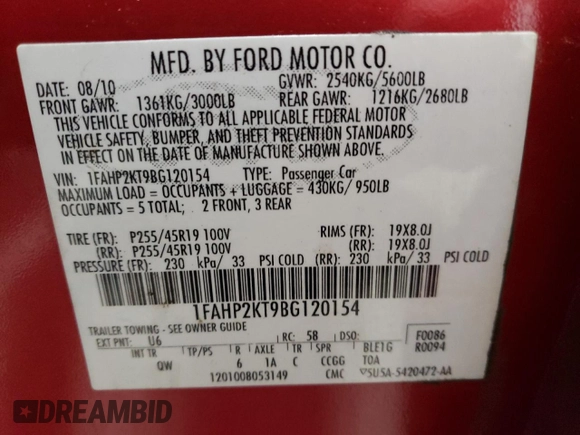 MFD. BY FORD MOTOR CO.
DATE: 08/10 GVWR: 2540KG/5600LB
FRONT GAWR: 1361KG/3000LB REAR GAWR: 1216KG/2680LB
THIS VEHICLE CONFORMS TO ALL APPLICABLE FEDERAL MOTOR
VEHICLE SAFETY, BUMPER, AND THEFT PREVENTION STANDARDS
IN EFFECT ON THE DATE OF MANUFACTURE SHOWN ABOVE.
VIN: 1FAHP2KT9BG120154 TYPE: Passenger Car
MAXIMUM LOAD = OCCUPANTS + LUGGAGE = 430KG/ 950LB
OCCUPANTS = 5 TOTAL; 2 FRONT, 3 REAR
TIRE (FR): P255/45R19 100V RIMS (FR): 19X8.0J
(RR): P255/45R19 100V (RR): 19X8.0J
PRESSURE (FR): 230 kPa/ 33 PSI COLD (RR): 230 kPa/ 33 PSI COLD
1FAHP2KT9BG120154
TRAILER TOWING - SEE OWNER GUIDE
EXT PNT: U6 RC: 58 DSO: F0086
INT TR TP/PS R AXLE TR SPR BLE1G R0094
QW 6 1A C CCGG TOA
1201008053149 CMC 5U5A-5420472-AA
DREAMBID